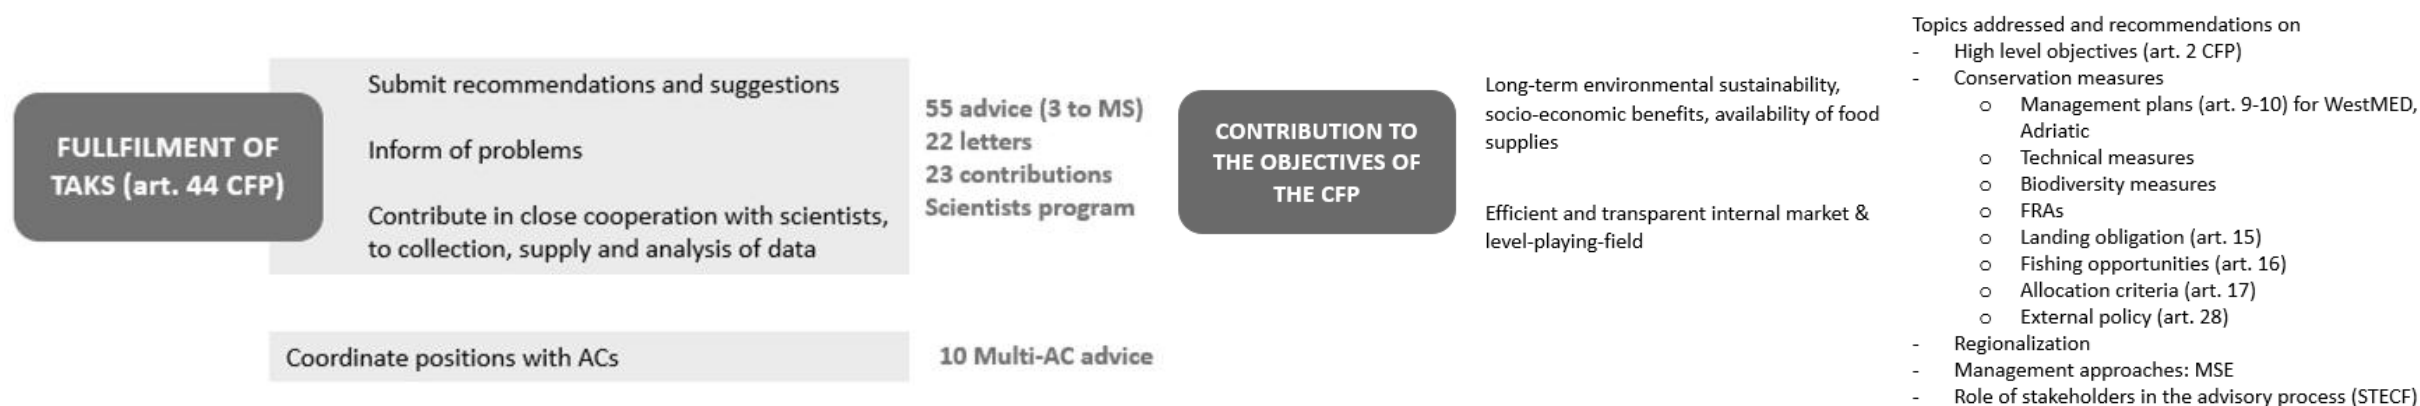 FULLFILMENT OF
TAKS (art. 44 CFP)
Submit recommendations and suggestions
Inform of problems
Contribute in close cooperation with scientists,
to collection, supply and analysis of data
55 advice (3 to MS)
22 letters
23 contributions
Scientists program
Coordinate positions with ACs
10 Multi-AC advice
CONTRIBUTION TO
THE OBJECTIVES OF
THE CFP
Long-term environmental sustainability,
socio-economic benefits, availability of food
supplies
Efficient and transparent internal market &
level-playing-field
Topics addressed and recommendations on
- High level objectives (art. 2 CFP)
- Conservation measures
o Management plans (art. 9-10) for WestMED,
Adriatic
o Technical measures
o Biodiversity measures
o FRAs
o Landing obligation (art. 15)
o Fishing opportunities (art. 16)
o Allocation criteria (art. 17)
o External policy (art. 28)
- Regionalization
- Management approaches: MSE
- Role of stakeholders in the advisory process (STECF)